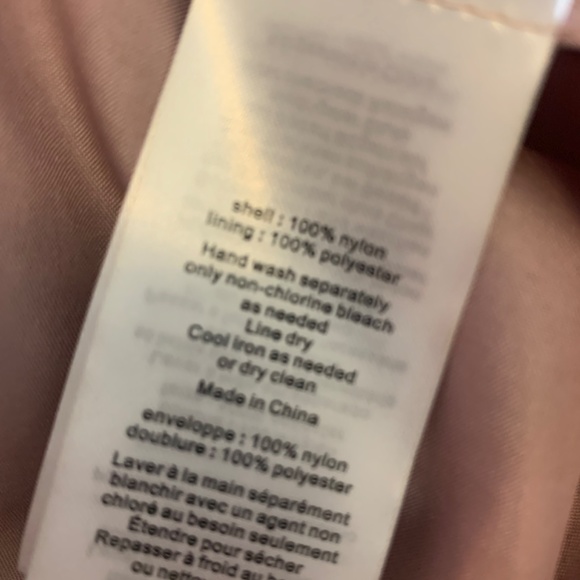 shell : 100% nylon
lining : 100% polyester
Hand wash separately
only non-chlorine bleach
as needed
Line dry
Cool iron as needed
or dry clean
Made in China
enveloppe : 100% nylon
doublure : 100% polyester
Laver à la main séparément
blanchir avec un agent non
chloré au besoin seulement
Étendre pour sécher
Repasser à froid au
ou